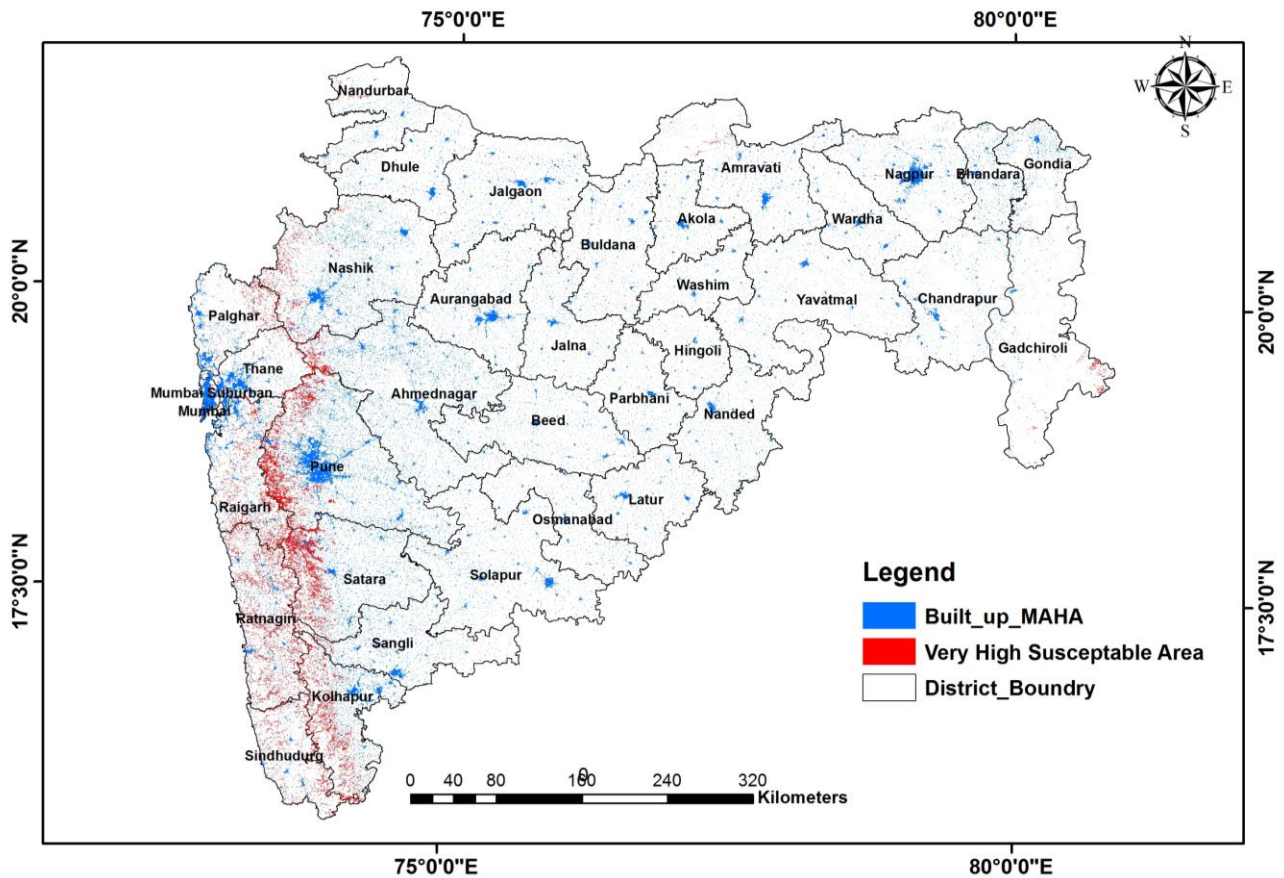 75°0'0"E
80°0'0"E
N
W
E
S
Nandurbar
Dhule
Jalgaon
Amravati
Nagpur
Bhandara
Gondia
Akola
Wardha
Buldana
Nashik
Washim
20°0'0"N
20°0'0"N
Aurangabad
Yavatmal
Chandrapur
Palghar
Jalna
Hingoli
Gadchiroli
Thane
Mumbai Suburban
Ahmednagar
Parbhani
Mumbai
Beed
Nanded
Pune
Raigarh
Latur
Osmanabad
Satara
Solapur
17°30'0"N
17°30'0"N
Legend
Ratnagiri
Built_up_MAHA
Sangli
Very High Susceptable Area
Kolhapur
District_Boundry
Sindhudurg
0
0 40 80 160 240 320
Kilometers
75°0'0"E
80°0'0"E